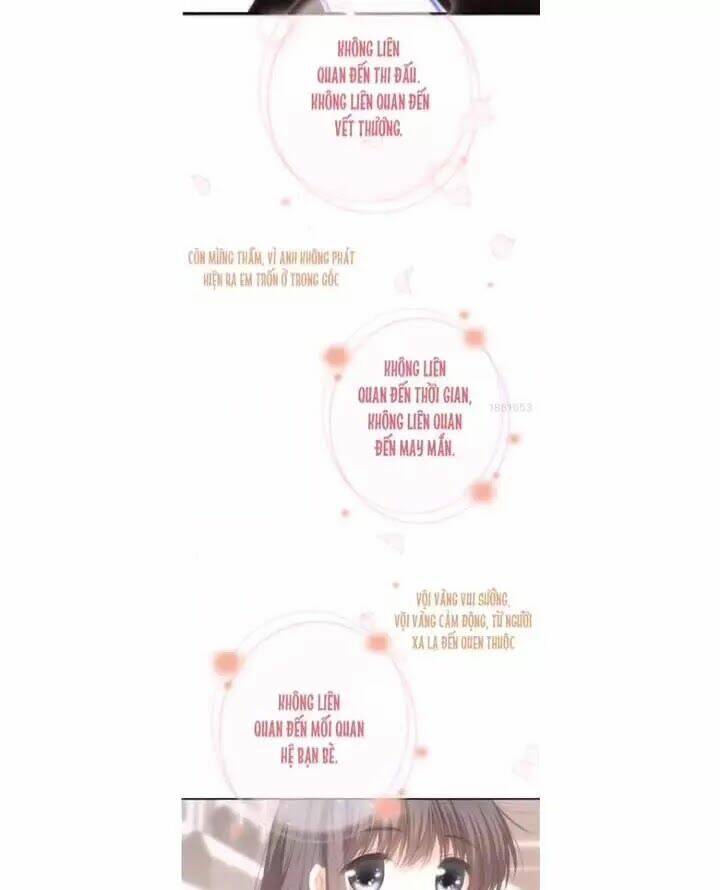 KHÔNG LIÊN
QUAN ĐẾN THI ĐẤU.
KHÔNG LIÊN QUAN ĐẾN
VẾT THƯƠNG.
CÒN MỪNG THẦM, VÌ ANH KHÔNG PHÁT
HIỆN RA EM TRỐN Ở TRONG GÓC
KHÔNG LIÊN
QUAN ĐẾN THỜI GIAN,
KHÔNG LIÊN QUAN
ĐẾN MAY MẮN.
1861053
VỘI VÀNG VUI SƯỚNG,
VỘI VÀNG CẢM ĐỘNG, TỪ NGƯỜI
XA LẠ ĐẾN QUEN THUỘC
KHÔNG LIÊN
QUAN ĐẾN MỐI QUAN
HỆ BẠN BÈ.